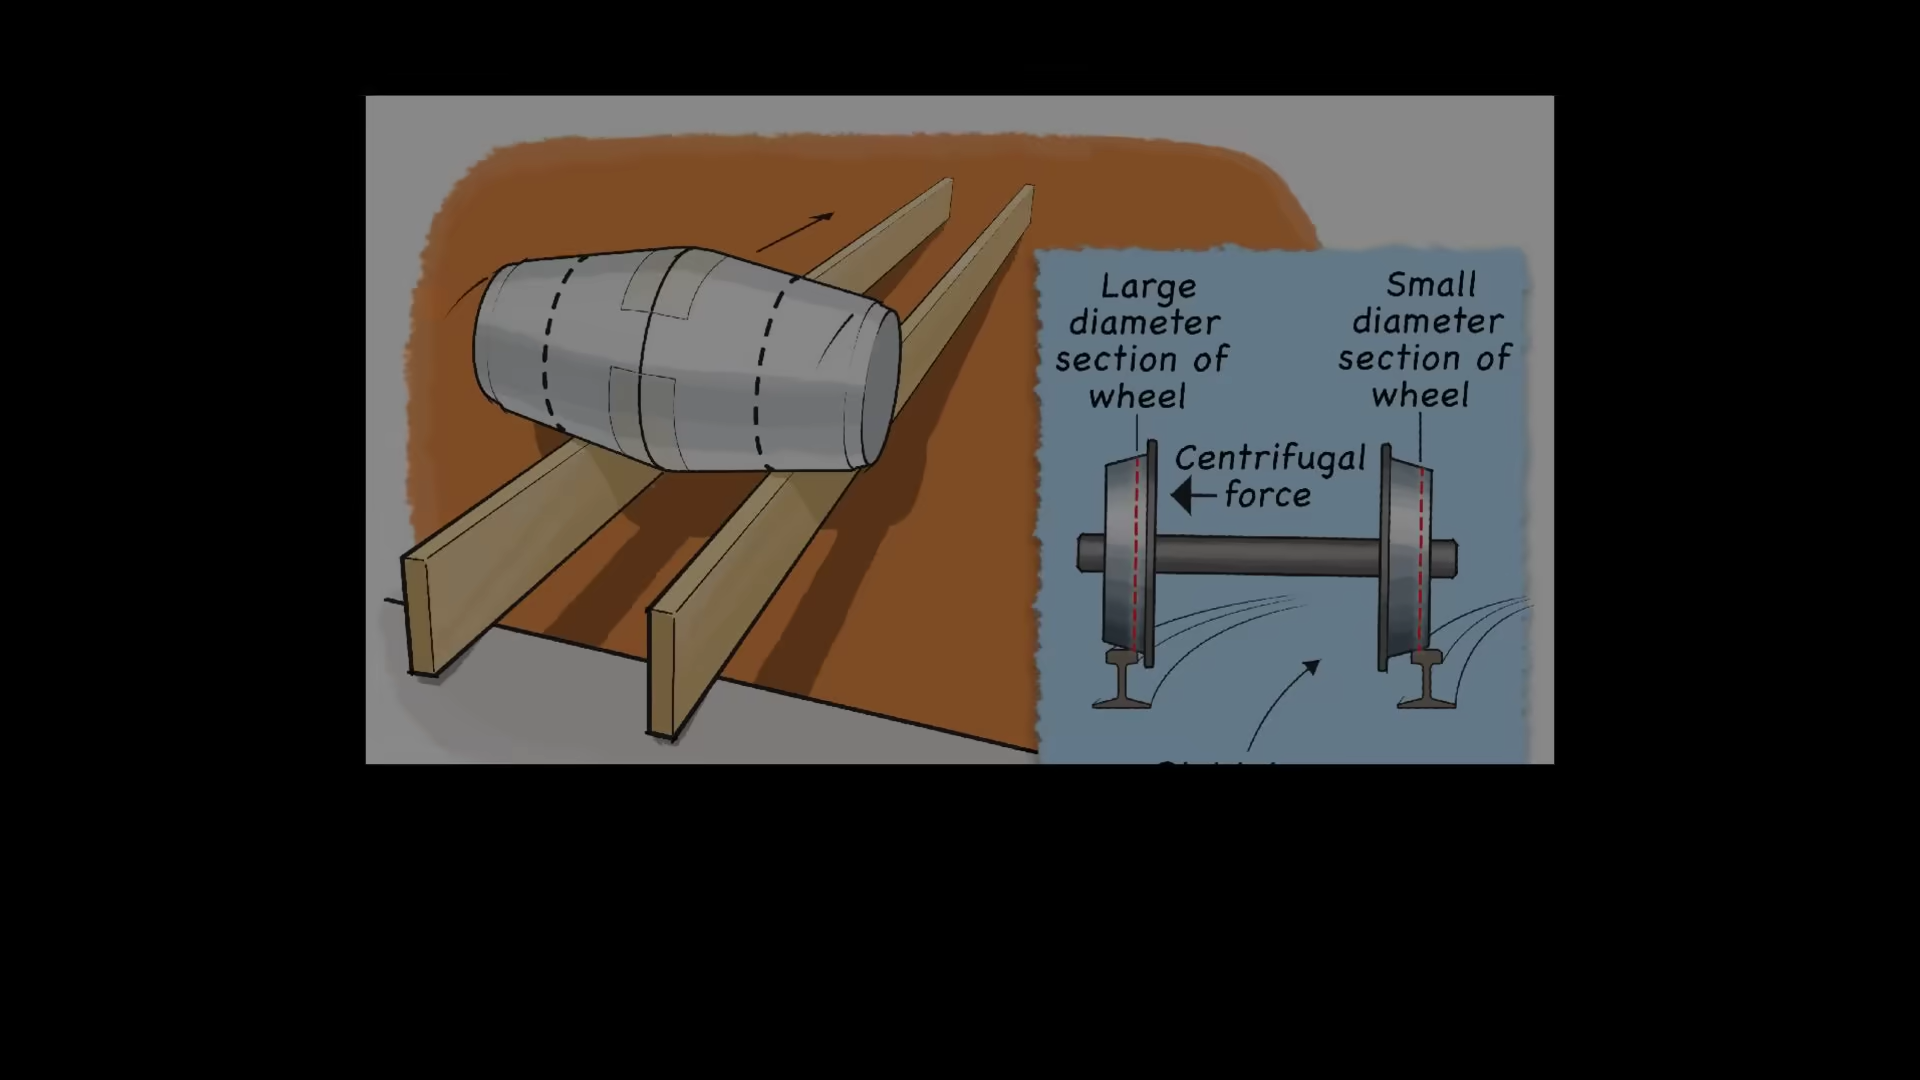 Large
diameter
section of
wheel
Small
diameter
section of
wheel
Centrifugal
force